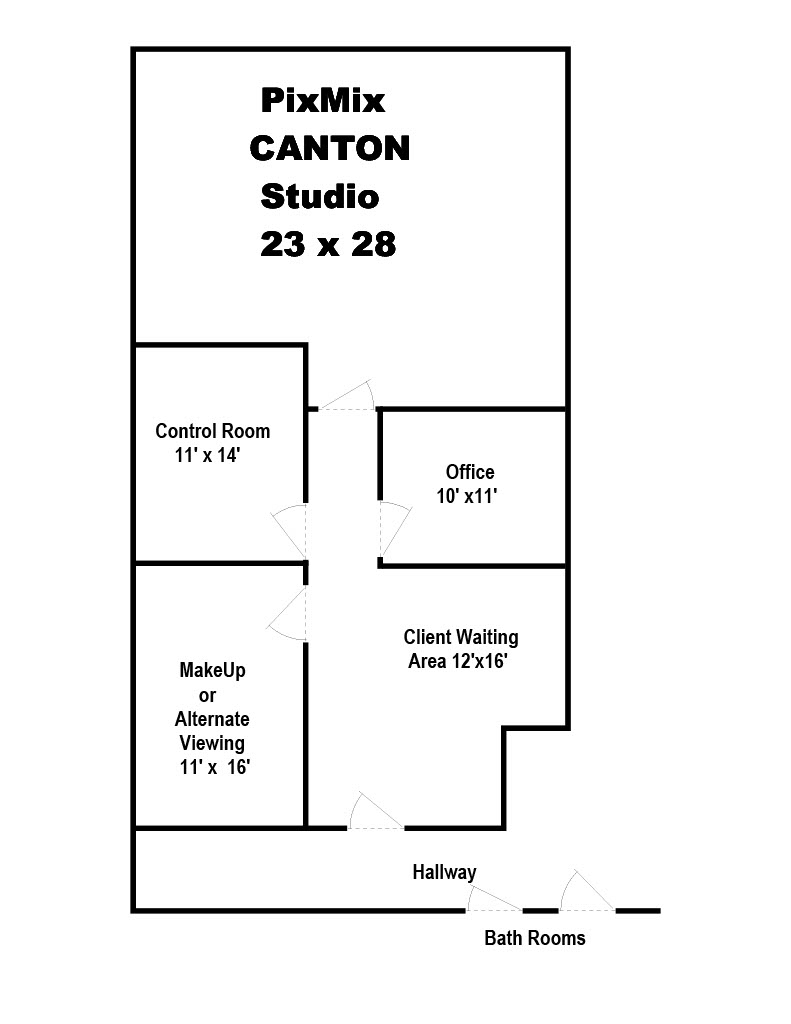 PixMix
CANTON
Studio
23 x 28
Control Room
11' x 14'
Office
10' x11'
Client Waiting
Area 12'x16'
MakeUp
or
Alternate
Viewing
11' x 16'
Hallway
Bath Rooms